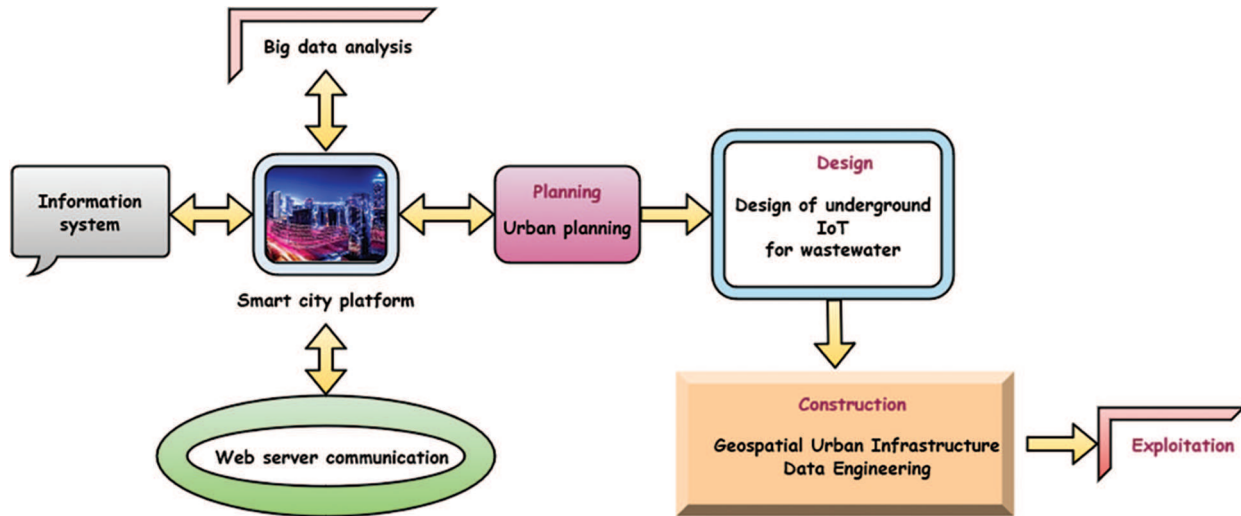 Big data analysis
Information
system
Smart city platform
Web server communication
Planning
Urban planning
Design
Design of underground
IoT
for wastewater
Construction
Geospatial Urban Infrastructure
Data Engineering
Exploitation